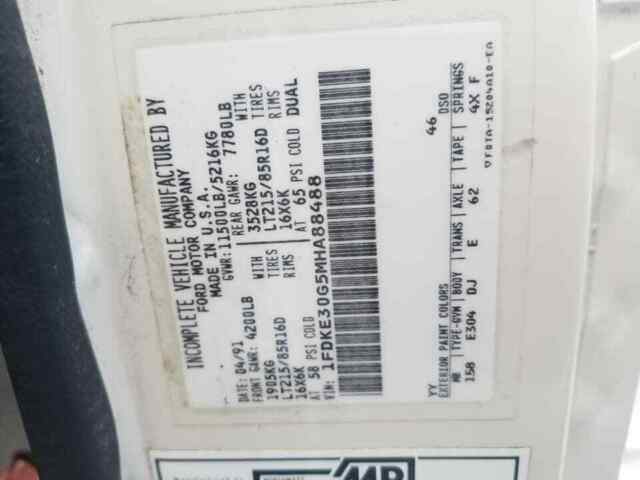 INCOMPLETE VEHICLE MANUFACTURED BY
FORD MOTOR COMPANY
MADE IN U.S.A.
GVWR:11500LB/5216KG
DATE: 04/91
FRONT GAWR: 4200LB
1905KG WITH
LT215/85R16D TIRES
16X6K RIMS
AT 58 PSI COLD
REAR GAWR: 7780LB
3528KG WITH
LT215/85R16D TIRES
16X6K RIMS
AT 65 PSI COLD DUAL
VIN: 1FDKE30G5MHA88488
YY 46 DSO
EXTERIOR PAINT COLORS
WB TYPE-GVM BODY TRANS AXLE TAPE SPRINGS
158 E304 DJ E 62 4X F